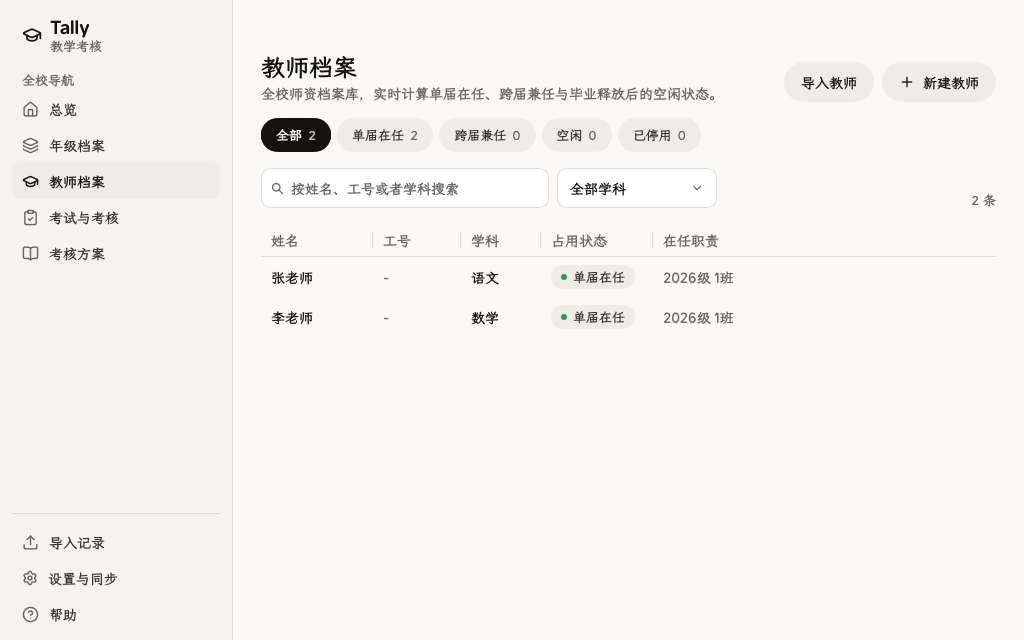 Tally
教学考核
全校导航
总览
年级档案
教师档案
考试与考核
考核方案
导入记录
设置与同步
帮助
教师档案
全校师资档案库，实时计算单届在任、跨届兼任与毕业释放后的空闲状态。
导入教师
新建教师
全部 2
单届在任 2
跨届兼任 0
空闲 0
已停用 0
按姓名、工号或者学科搜索
全部学科
2 条
姓名 工号 学科 占用状态 在任职责
张老师 - 语文 单届在任 2026级 1班
李老师 - 数学 单届在任 2026级 1班